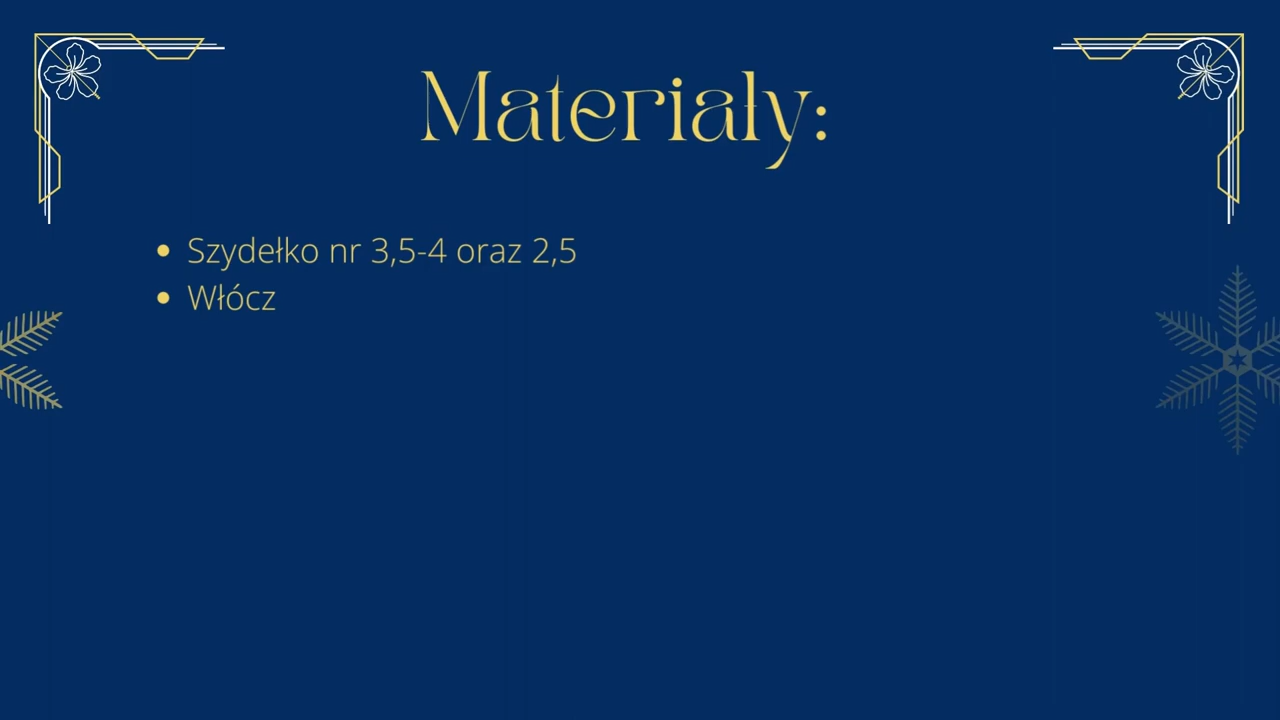 Materiały:
• Szydełko nr 3,5-4 oraz 2,5
• Włócz